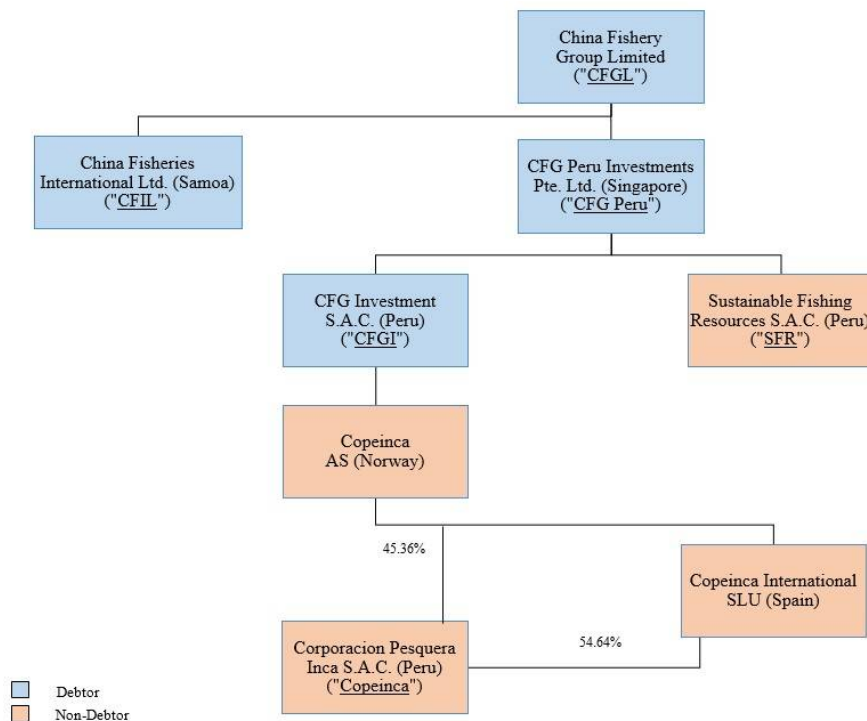 China Fishery
Group Limited
("CFGL")
China Fisheries
International Ltd. (Samoa)
("CFIL")
CFG Peru Investments
Pte. Ltd. (Singapore)
("CFG Peru")
CFG Investment
S.A.C. (Peru)
("CFGI")
Sustainable Fishing
Resources S.A.C. (Peru)
("SFR")
Copeinca
AS (Norway)
45.36%
Copeinca International
SLU (Spain)
54.64%
Corporacion Pesquera
Inca S.A.C. (Peru)
("Copeinca")
Debtor
Non-Debtor